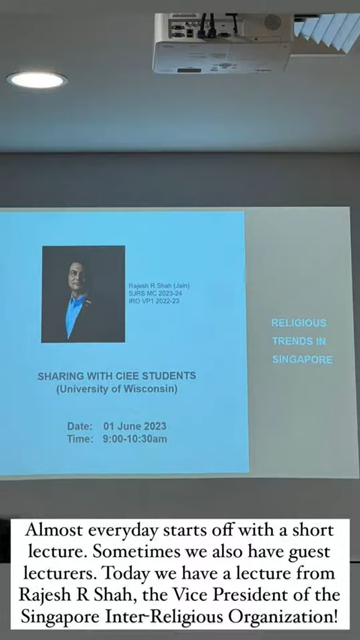 Rajesh R Shah (Jain)
SJRS MC 2023-24
IRO VP1 2022-23
RELIGIOUS
TRENDS IN
SINGAPORE
SHARING WITH CIEE STUDENTS
(University of Wisconsin)
Date: 01 June 2023
Time: 9:00-10:30am
Almost everyday starts off with a short
lecture. Sometimes we also have guest
lecturers. Today we have a lecture from
Rajesh R Shah, the Vice President of the
Singapore Inter-Religious Organization!